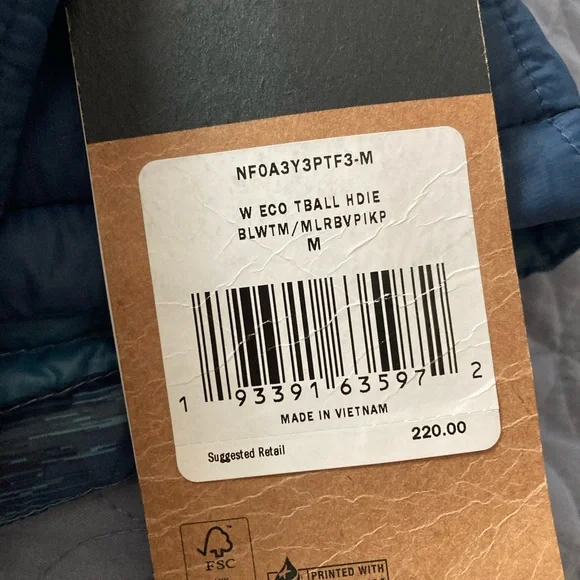 NF0A3Y3PTF3-M
W ECO TBALL HDIE
BLWTM/MLRBVPIKP
M
1 93391 63597 2
MADE IN VIETNAM
Suggested Retail 220.00
FSC
PRINTED WITH